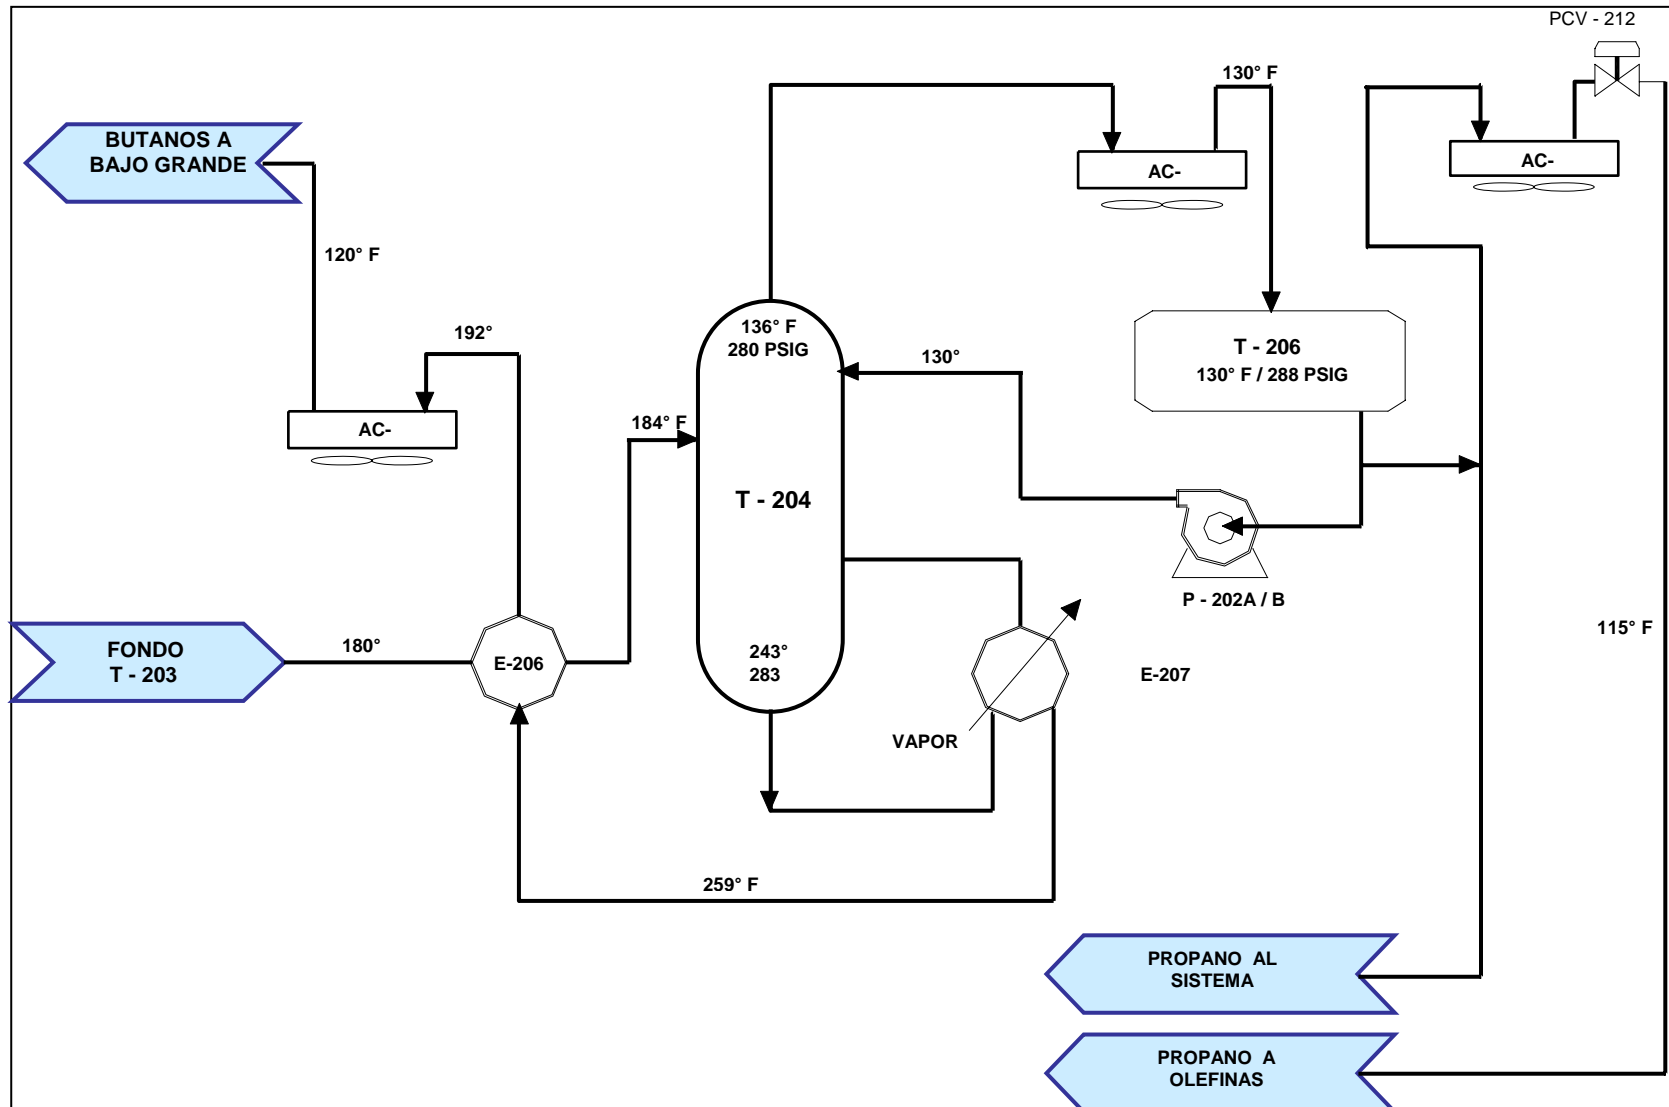 PCV - 212
130° F
BUTANOS A
BAJO GRANDE
AC-
AC-
120° F
192°
136° F
280 PSIG
130°
T - 206
130° F / 288 PSIG
184° F
AC-
T - 204
P - 202A / B
115° F
FONDO
T - 203
180°
E-206
243°
283
E-207
VAPOR
259° F
PROPANO AL
SISTEMA
PROPANO A
OLEFINAS